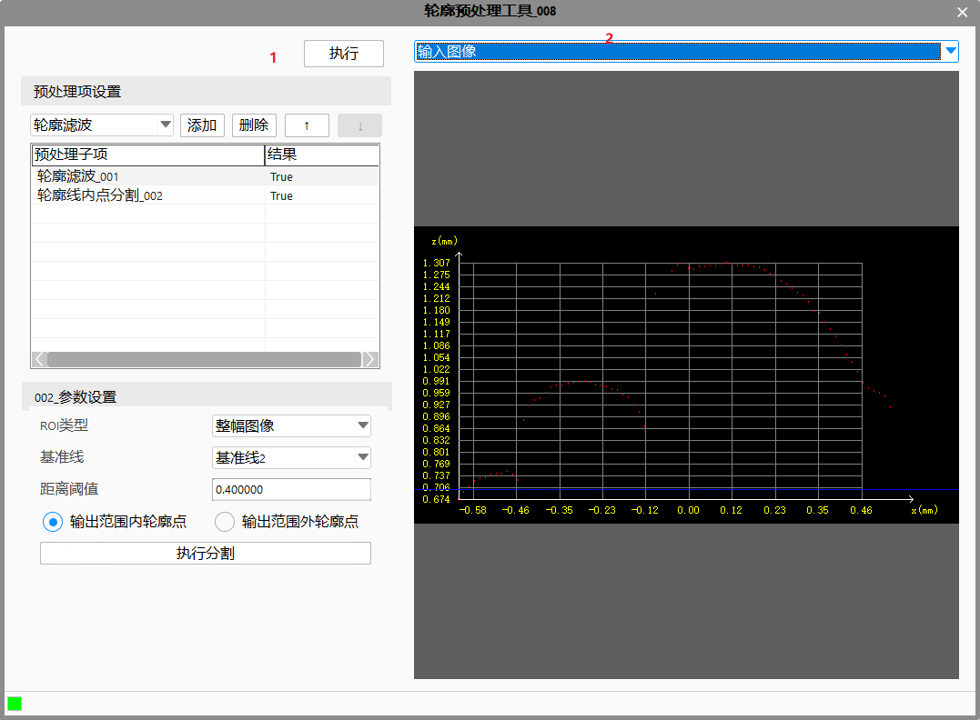 轮廓预处理工具_008
1
执行
2
输入图像
预处理项设置
轮廓滤波
添加
删除
↑
↓
预处理子项 结果
轮廓滤波_001 True
轮廓线内点分割_002 True
002_参数设置
ROI类型 整幅图像
基准线 基准线2
距离阈值 0.400000
输出范围内轮廓点 输出范围外轮廓点
执行分割
z(mm)
1.307
1.275
1.244
1.212
1.180
1.149
1.117
1.086
1.054
1.022
0.991
0.959
0.927
0.896
0.864
0.832
0.801
0.769
0.737
0.706
0.674
-0.58 -0.46 -0.35 -0.23 -0.12 0.00 0.12 0.23 0.35 0.46 x(mm)